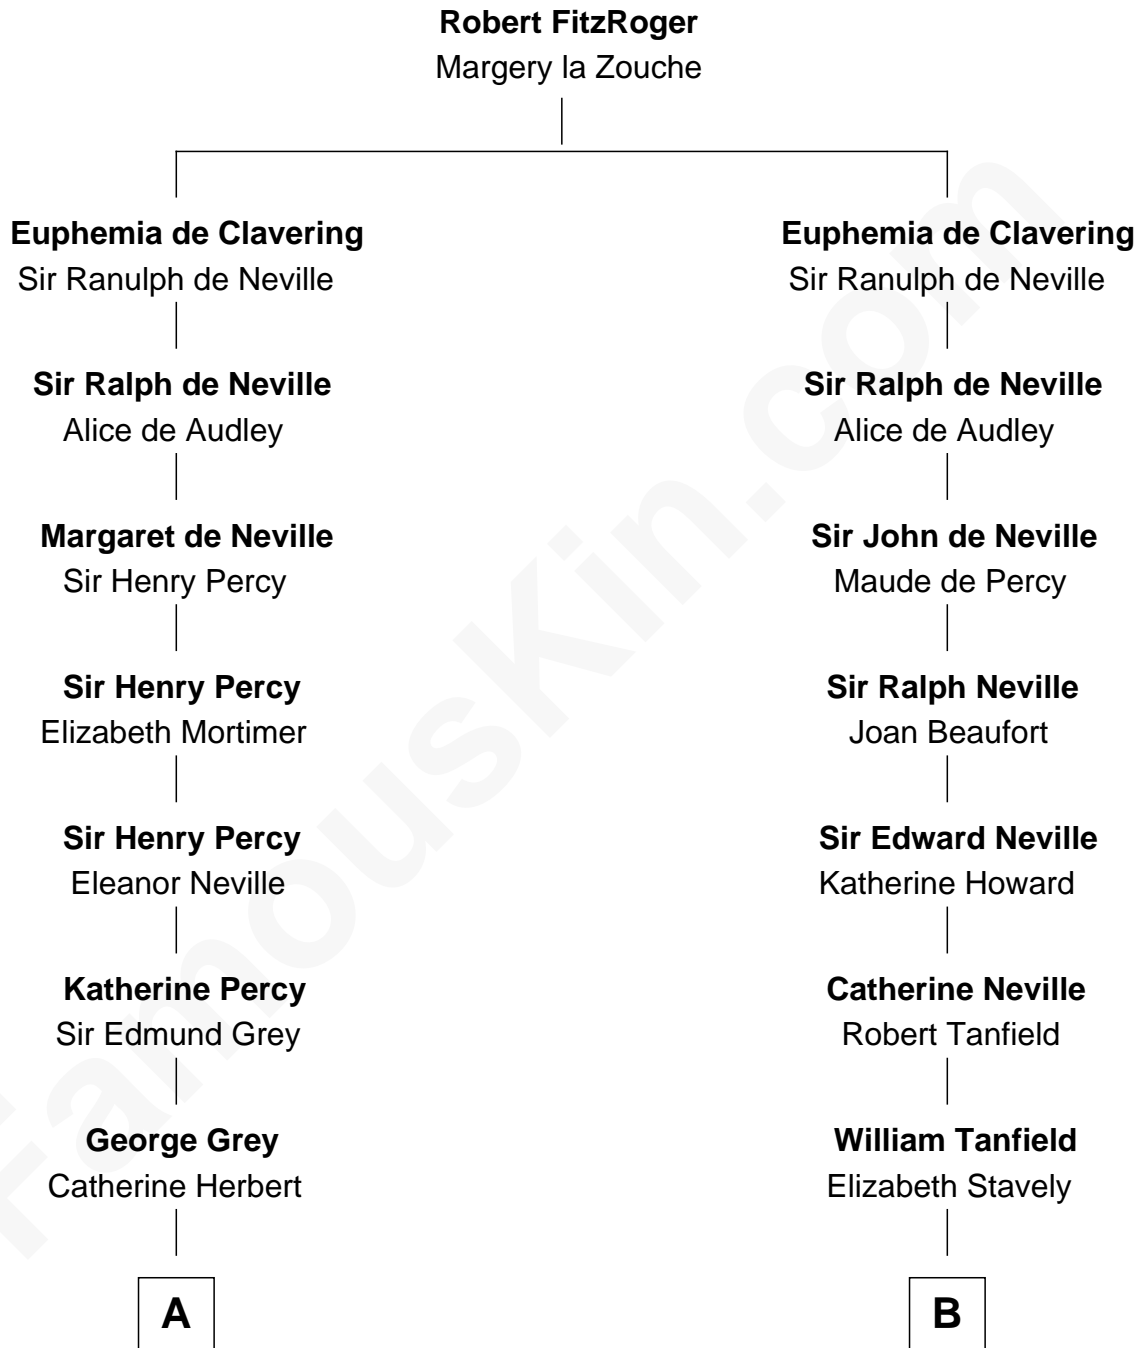 Robert FitzRoger
Margery la Zouche
Euphemia de Clavering
Sir Ranulph de Neville
Euphemia de Clavering
Sir Ranulph de Neville
Sir Ralph de Neville
Alice de Audley
Sir Ralph de Neville
Alice de Audley
Margaret de Neville
Sir Henry Percy
Sir John de Neville
Maude de Percy
Sir Henry Percy
Elizabeth Mortimer
Sir Ralph Neville
Joan Beaufort
Sir Henry Percy
Eleanor Neville
Sir Edward Neville
Katherine Howard
Katherine Percy
Sir Edmund Grey
Catherine Neville
Robert Tanfield
George Grey
Catherine Herbert
William Tanfield
Elizabeth Stavely
A
B
FamousKin.com